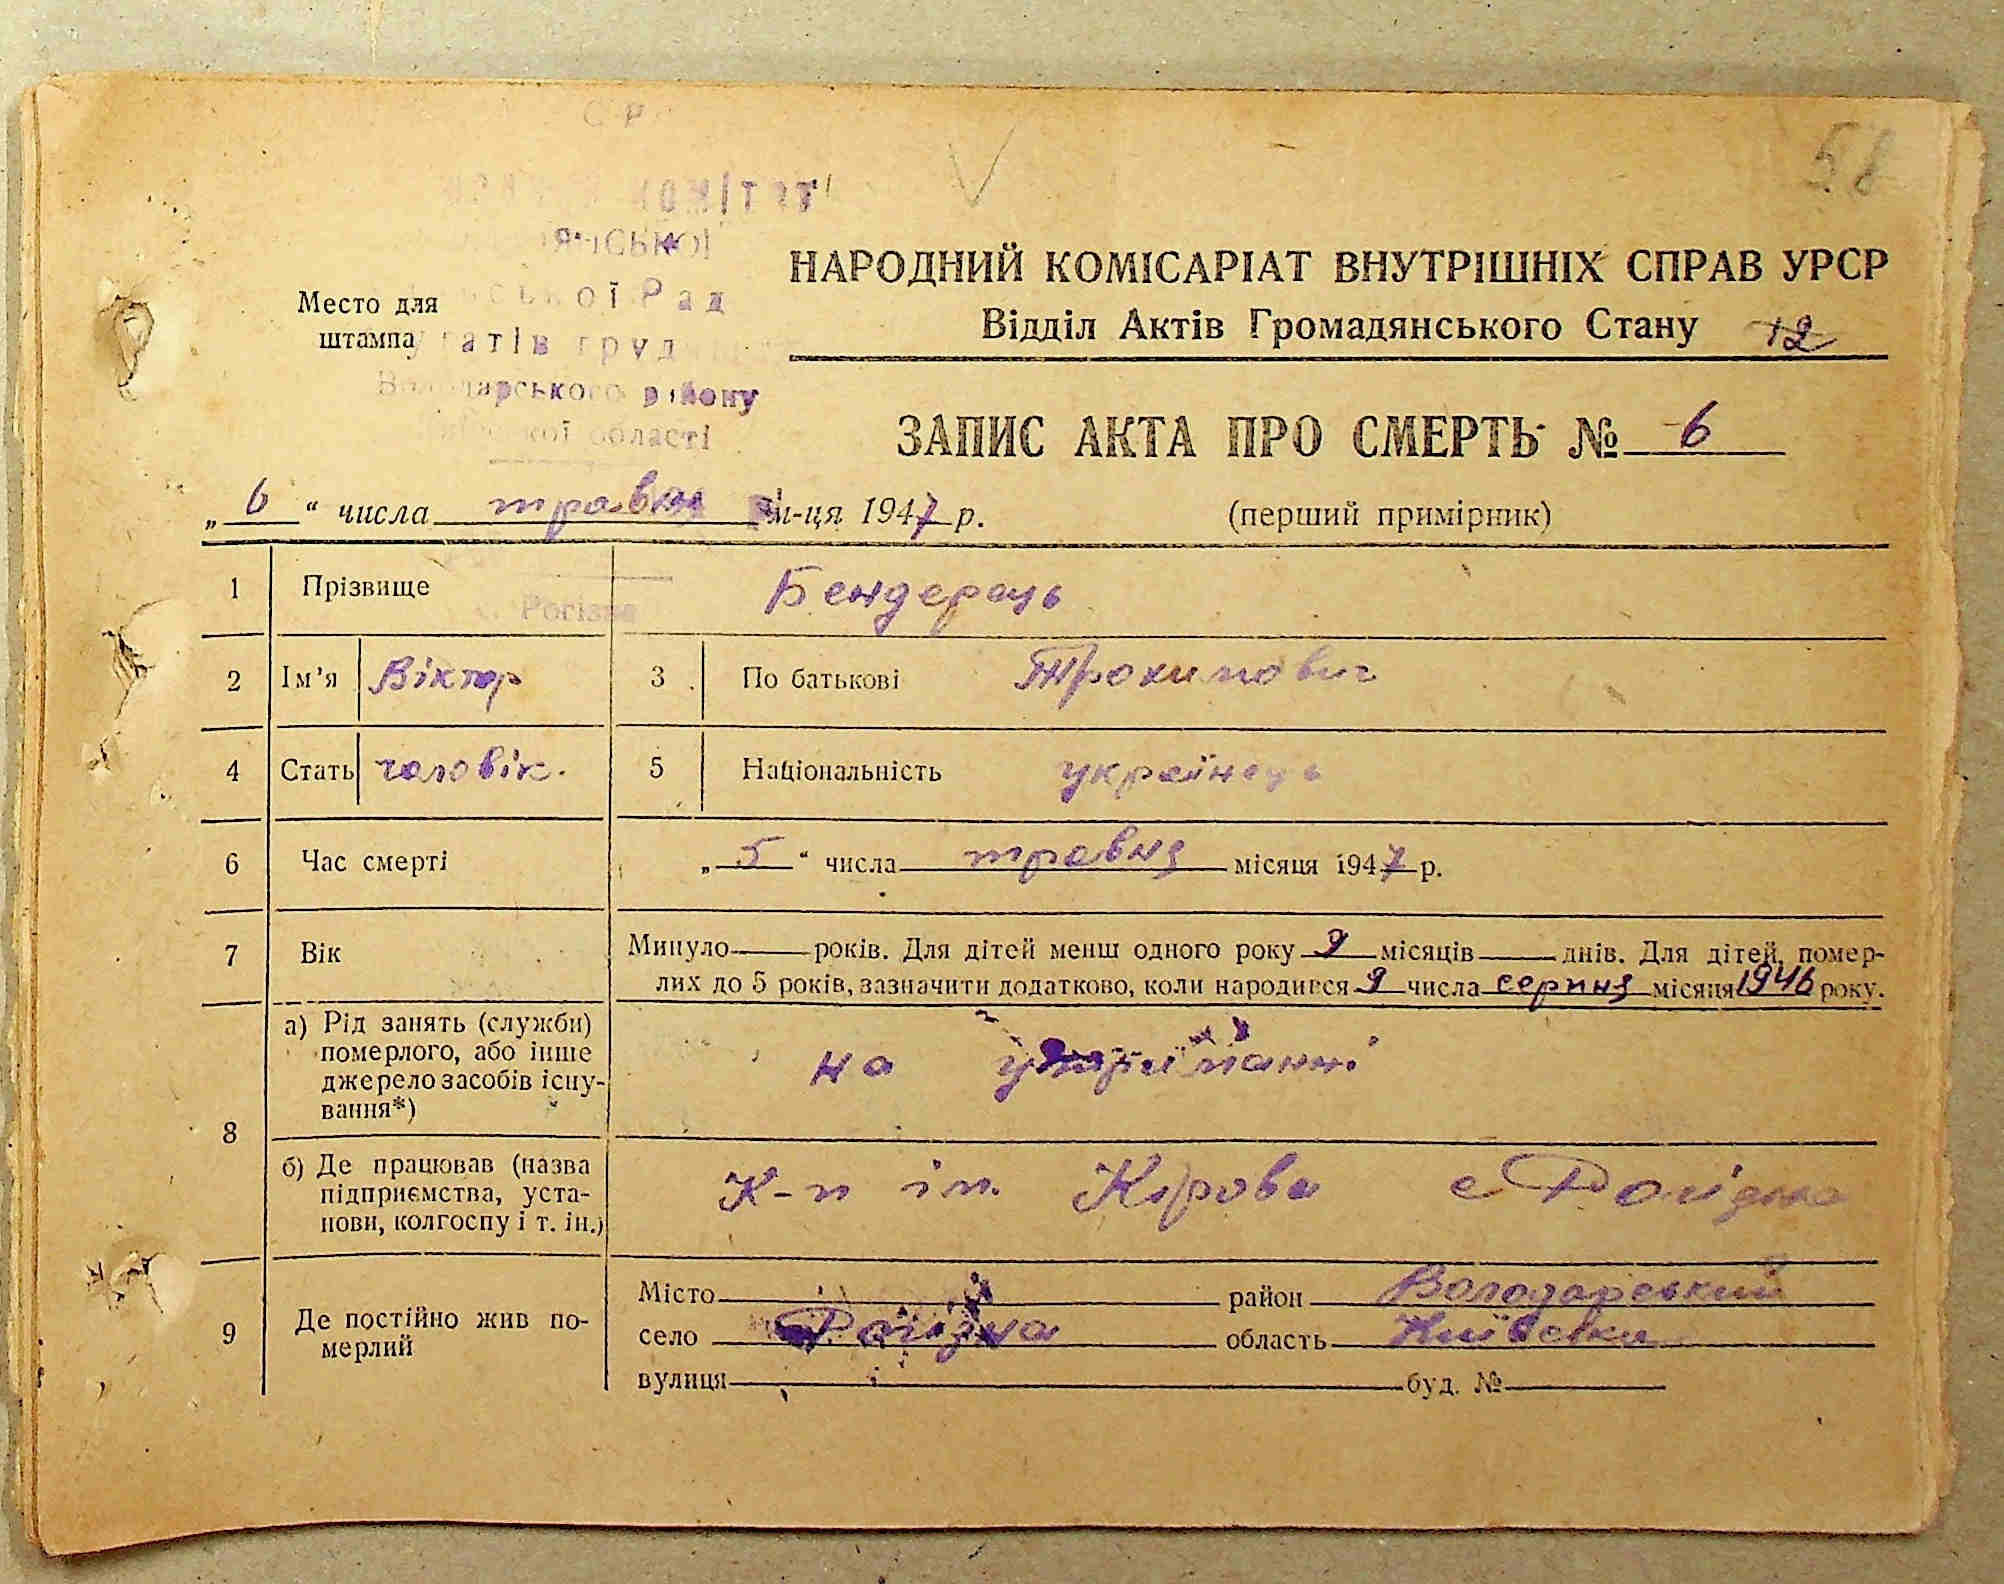 58
НАРОДНИЙ КОМІСАРІАТ ВНУТРІШНІХ СПРАВ УРСР
Відділ Актів Громадянського Стану 12
Место для
штампа
району
області
ЗАПИС АКТА ПРО СМЕРТЬ № 6
„ 6 “ числа травня м-ця 1947 р. (перший примірник)
1 Прізвище Бендерець
с. Рогізна
2 Ім'я Віктор 3 По батькові Трохимович
4 Стать чоловік. 5 Національність українець
6 Час смерті „ 5 “ числа травня місяця 1947 р.
7 Вік Минуло — років. Для дітей менш одного року 9 місяців — днів. Для дітей, помер-
лих до 5 років, зазначити додатково, коли народився 9 числа серпня місяця 1946 року.
8 а) Рід занять (служби)
померлого, або інше
джерело засобів існу-
вання*) на утриманні
б) Де працював (назва
підприємства, уста-
нови, колгоспу і т. ін.) К-п ім. Кірова с Рогізна
9 Де постійно жив по-
мерлий
Місто район Володарський
село Рогізна область Київська
вулиця буд. №